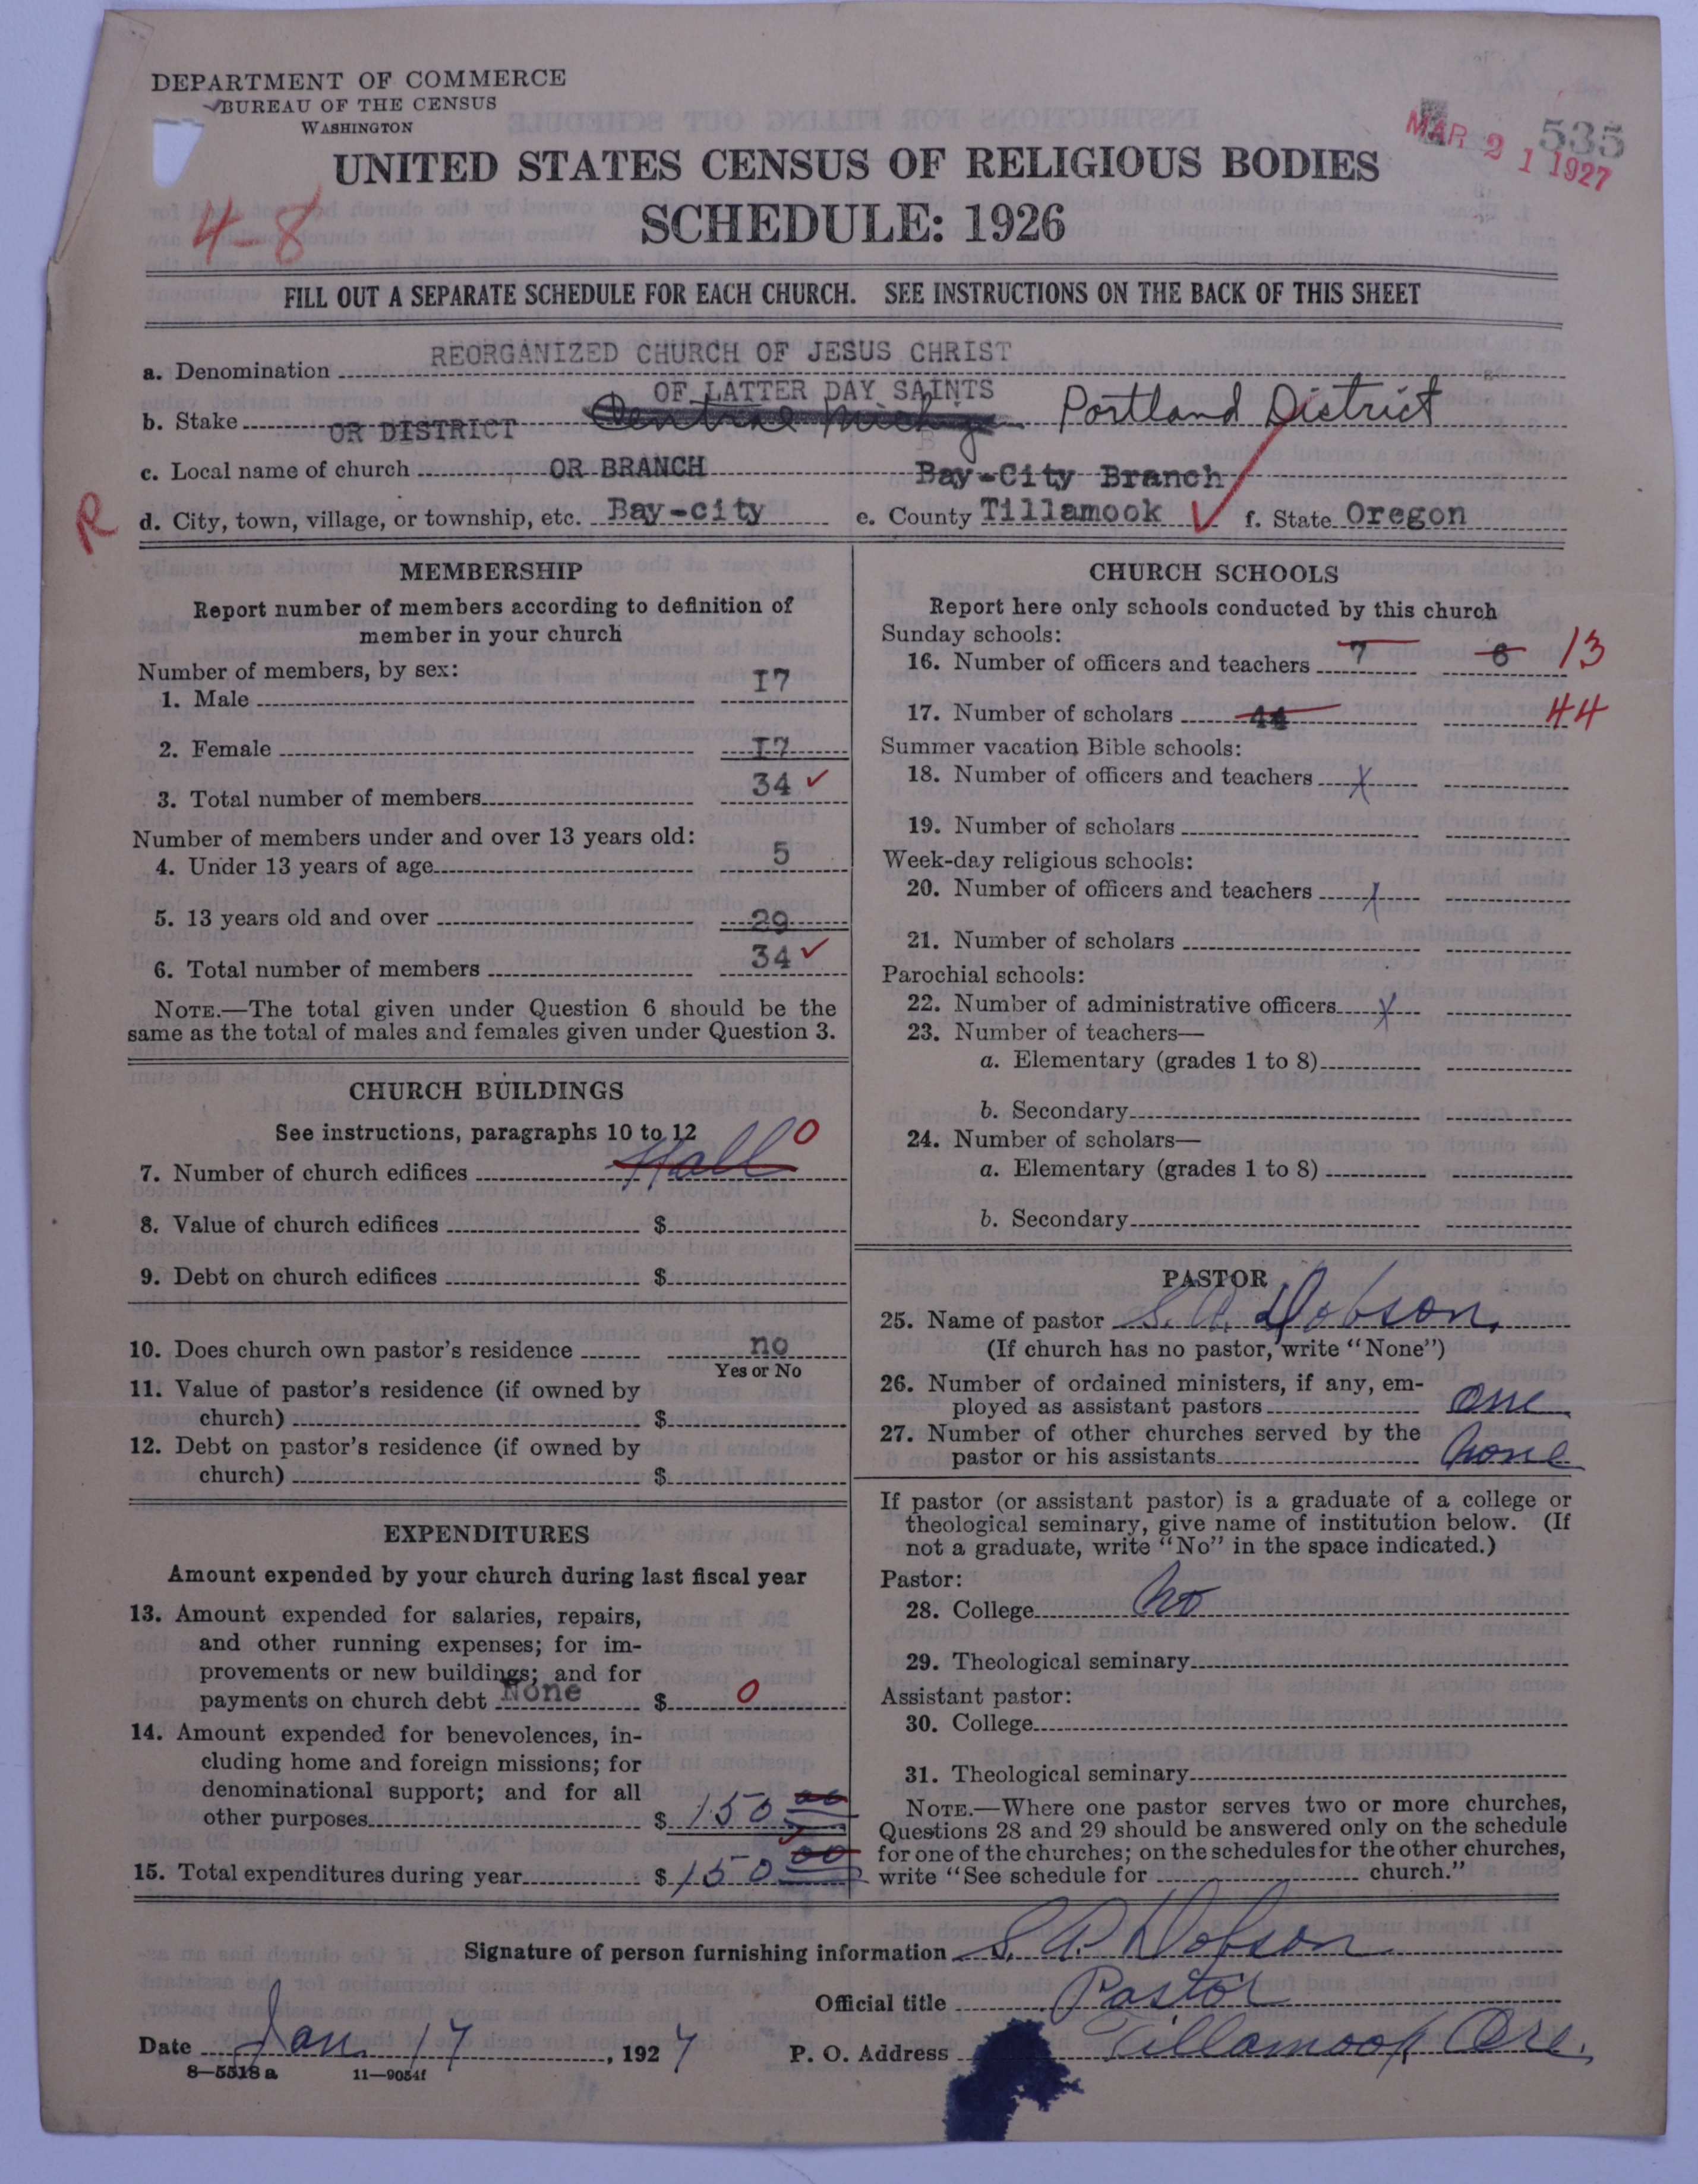 DEPARTMENT OF COMMERCE
BUREAU OF THE CENSUS
WASHINGTON
535
MAR 21 1927
UNITED STATES CENSUS OF RELIGIOUS BODIES
4-8
SCHEDULE: 1926
FILL OUT A SEPARATE SCHEDULE FOR EACH CHURCH. SEE INSTRUCTIONS ON THE BACK OF THIS SHEET
a. Denomination REORGANIZED CHURCH OF JESUS CHRIST
OF LATTER DAY SAINTS
b. Stake OR DISTRICT Central Michigan Portland District
c. Local name of church OR BRANCH Bay-City Branch
R
d. City, town, village, or township, etc. Bay-city e. County Tillamook f. State Oregon
MEMBERSHIP
Report number of members according to definition of
member in your church
Number of members, by sex:
1. Male I7
2. Female I7
3. Total number of members 34 ✓
Number of members under and over 13 years old:
4. Under 13 years of age 5
5. 13 years old and over 29
6. Total number of members 34 ✓
NOTE.—The total given under Question 6 should be the
same as the total of males and females given under Question 3.
CHURCH BUILDINGS
See instructions, paragraphs 10 to 12
7. Number of church edifices Hall 0
8. Value of church edifices $
9. Debt on church edifices $
10. Does church own pastor's residence no
Yes or No
11. Value of pastor's residence (if owned by
church) $
12. Debt on pastor's residence (if owned by
church) $
EXPENDITURES
Amount expended by your church during last fiscal year
13. Amount expended for salaries, repairs,
and other running expenses; for im-
provements or new buildings; and for
payments on church debt None $ 0
14. Amount expended for benevolences, in-
cluding home and foreign missions; for
denominational support; and for all
other purposes $ 150 00
15. Total expenditures during year $ 150 00
CHURCH SCHOOLS
Report here only schools conducted by this church
Sunday schools:
16. Number of officers and teachers 7 6 13
17. Number of scholars 44 44
Summer vacation Bible schools:
18. Number of officers and teachers X
19. Number of scholars
Week-day religious schools:
20. Number of officers and teachers X
21. Number of scholars
Parochial schools:
22. Number of administrative officers X
23. Number of teachers—
a. Elementary (grades 1 to 8)
b. Secondary
24. Number of scholars—
a. Elementary (grades 1 to 8)
b. Secondary
PASTOR
25. Name of pastor S. A. Dobson.
(If church has no pastor, write "None")
26. Number of ordained ministers, if any, em-
ployed as assistant pastors One
27. Number of other churches served by the
pastor or his assistants none
If pastor (or assistant pastor) is a graduate of a college or
theological seminary, give name of institution below. (If
not a graduate, write "No" in the space indicated.)
Pastor:
28. College No
29. Theological seminary
Assistant pastor:
30. College
31. Theological seminary
NOTE.—Where one pastor serves two or more churches,
Questions 28 and 29 should be answered only on the schedule
for one of the churches; on the schedules for the other churches,
write "See schedule for church."
Signature of person furnishing information S. A. Dobson
Official title Pastor
Date Jan. 17, 1927 P. O. Address Tillamook Ore.
8—5518 a 11—9054f